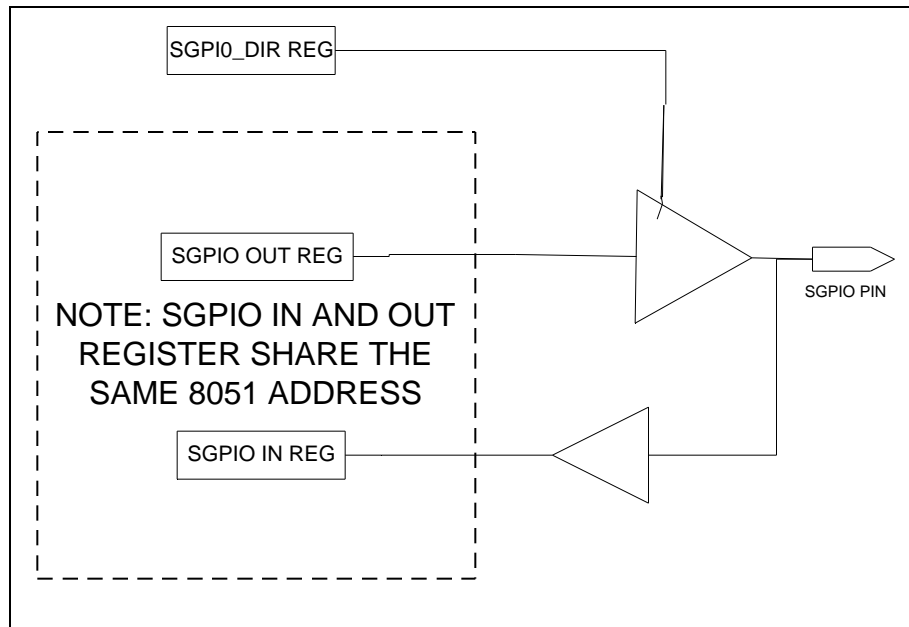 SGPI0_DIR REG
SGPIO OUT REG
SGPIO PIN
NOTE: SGPIO IN AND OUT
REGISTER SHARE THE
SAME 8051 ADDRESS
SGPIO IN REG